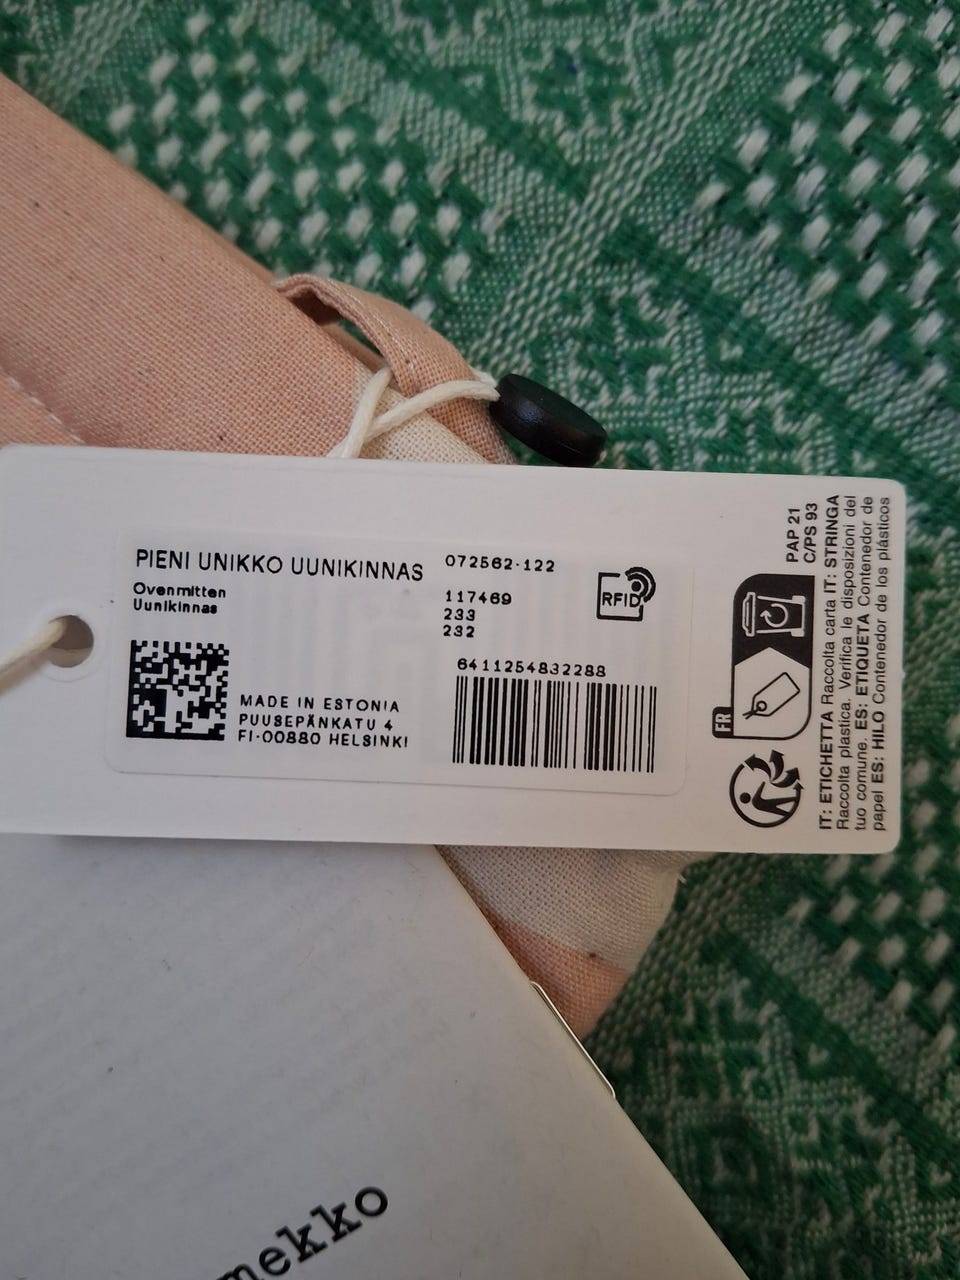 PIENI UNIKKO UUNIKINNAS
Ovenmitten
Uunikinnas
072562-122
117469
233
232
RFID
6411254832288
MADE IN ESTONIA
PUUSEPÄNKATU 4
FI-00880 HELSINKI
PAP 21
C/PS 93
FR
IT: ETICHETTA Raccolta carta IT: STRINGA
Raccolta plastica. Verifica le disposizioni del
tuo comune. ES: ETIQUETA Contenedor de
papel ES: HILO Contenedor de los plásticos
mekko